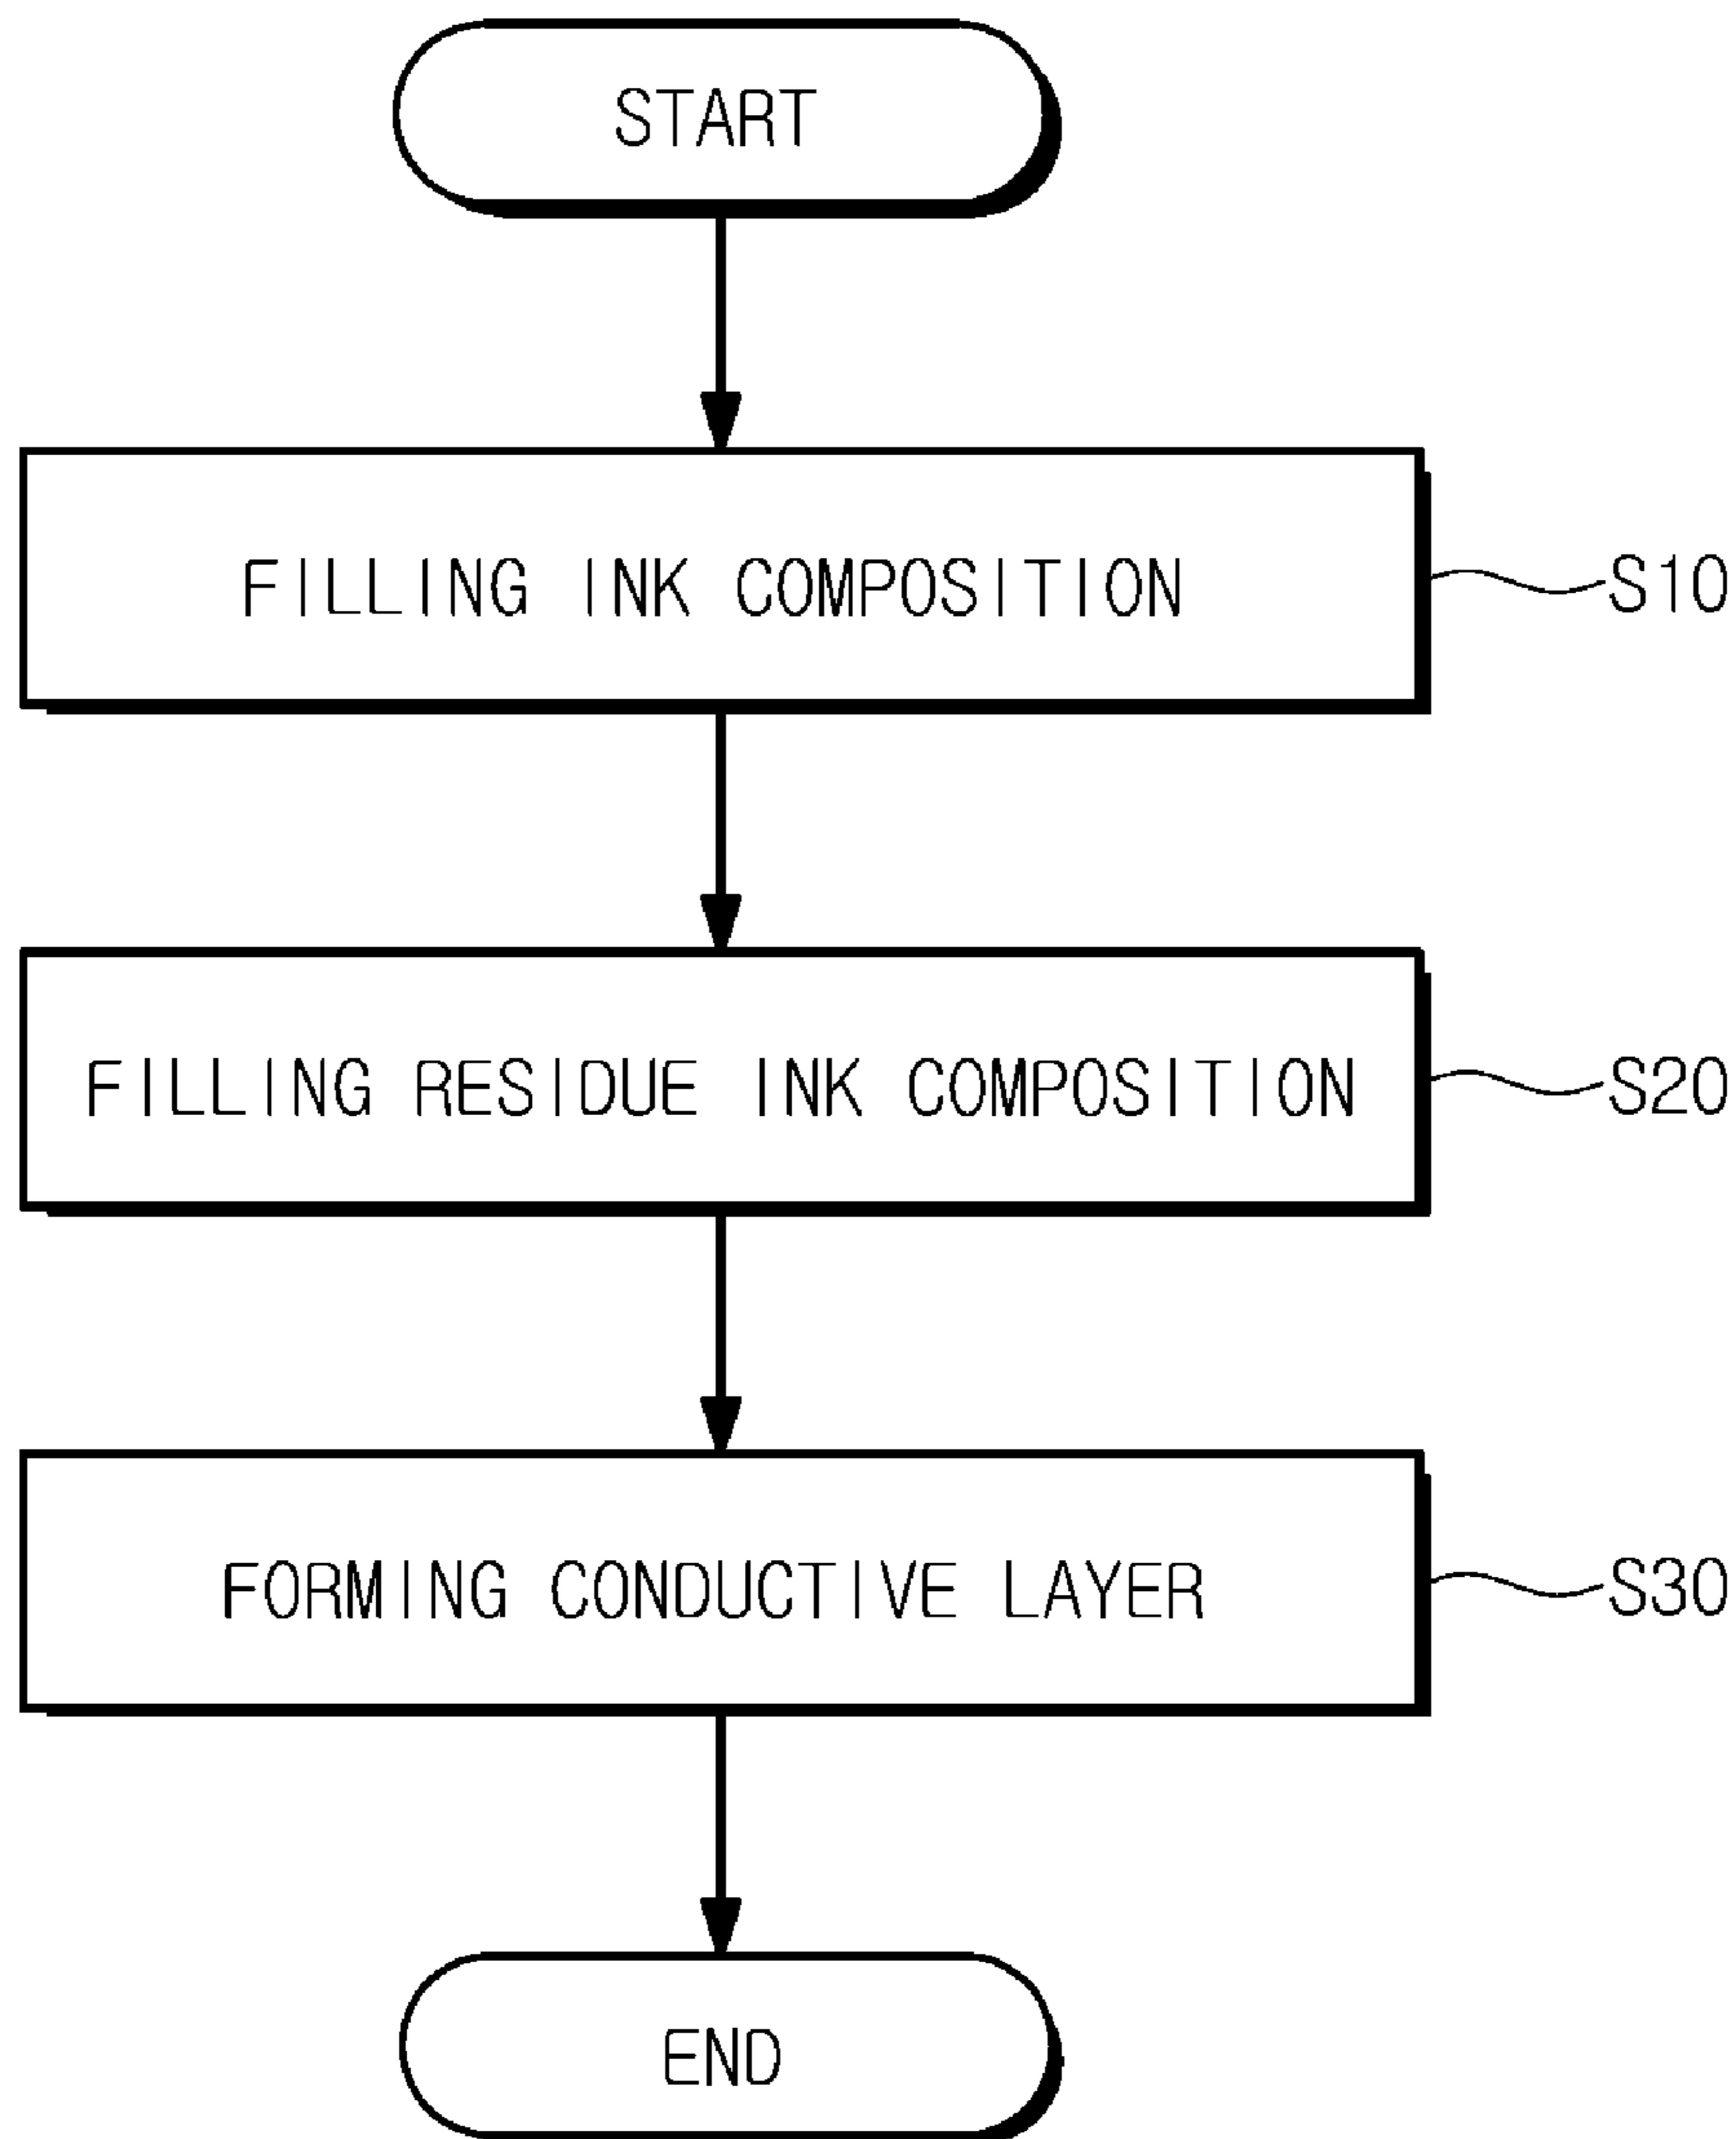 START
FILLING INK COMPOSITION
S10
FILLING RESIDUE INK COMPOSITION
S20
FORMING CONDUCTIVE LAYER
S30
END